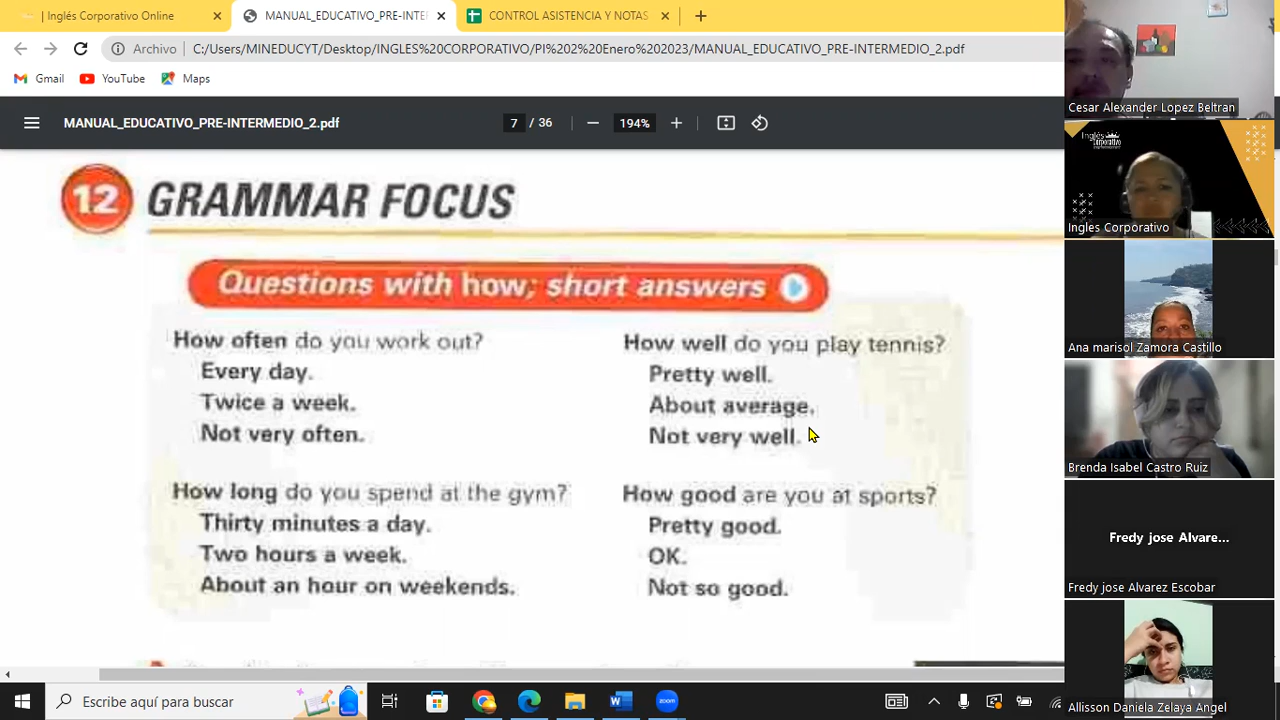 | Inglés Corporativo Online
MANUAL_EDUCATIVO_PRE-INTER
CONTROL ASISTENCIA Y NOTAS
Archivo
C:/Users/MINEDUCYT/Desktop/INGLES%20CORPORATIVO/PI%202%20Enero%202023/MANUAL_EDUCATIVO_PRE-INTERMEDIO_2.pdf
Gmail
YouTube
Maps
MANUAL_EDUCATIVO_PRE-INTERMEDIO_2.pdf
7 / 36
194%
12 GRAMMAR FOCUS
Questions with how; short answers
How often do you work out?
Every day.
Twice a week.
Not very often.
How long do you spend at the gym?
Thirty minutes a day.
Two hours a week.
About an hour on weekends.
How well do you play tennis?
Pretty well.
About average.
Not very well.
How good are you at sports?
Pretty good.
OK.
Not so good.
Cesar Alexander Lopez Beltran
Inglés
Corporativo
Ingles Corporativo
Ana marisol Zamora Castillo
Brenda Isabel Castro Ruiz
Fredy jose Alvare...
Fredy jose Alvarez Escobar
Allisson Daniela Zelaya Angel
Escribe aquí para buscar
zoom